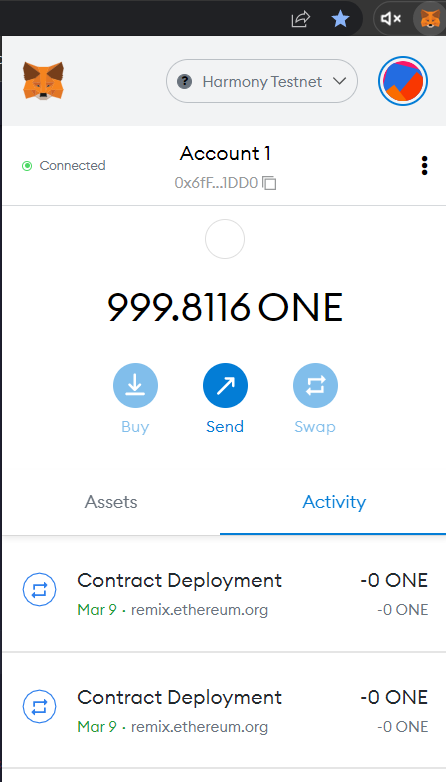 Harmony Testnet
Connected
Account 1
0x6fF...1DD0
999.8116 ONE
Buy
Send
Swap
Assets
Activity
Contract Deployment
-0 ONE
Mar 9 · remix.ethereum.org
-0 ONE
Contract Deployment
-0 ONE
Mar 9 · remix.ethereum.org
-0 ONE